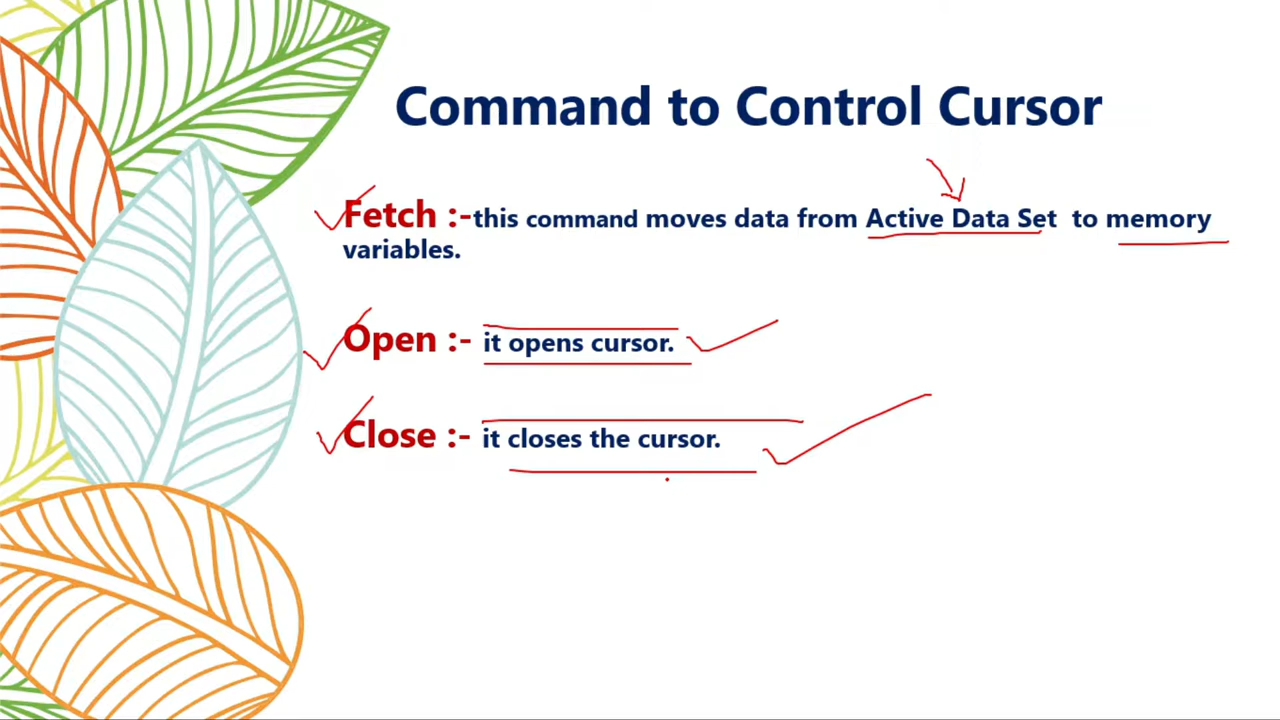 Command to Control Cursor
Fetch :-this command moves data from Active Data Set to memory
variables.
Open :- it opens cursor.
Close :- it closes the cursor.